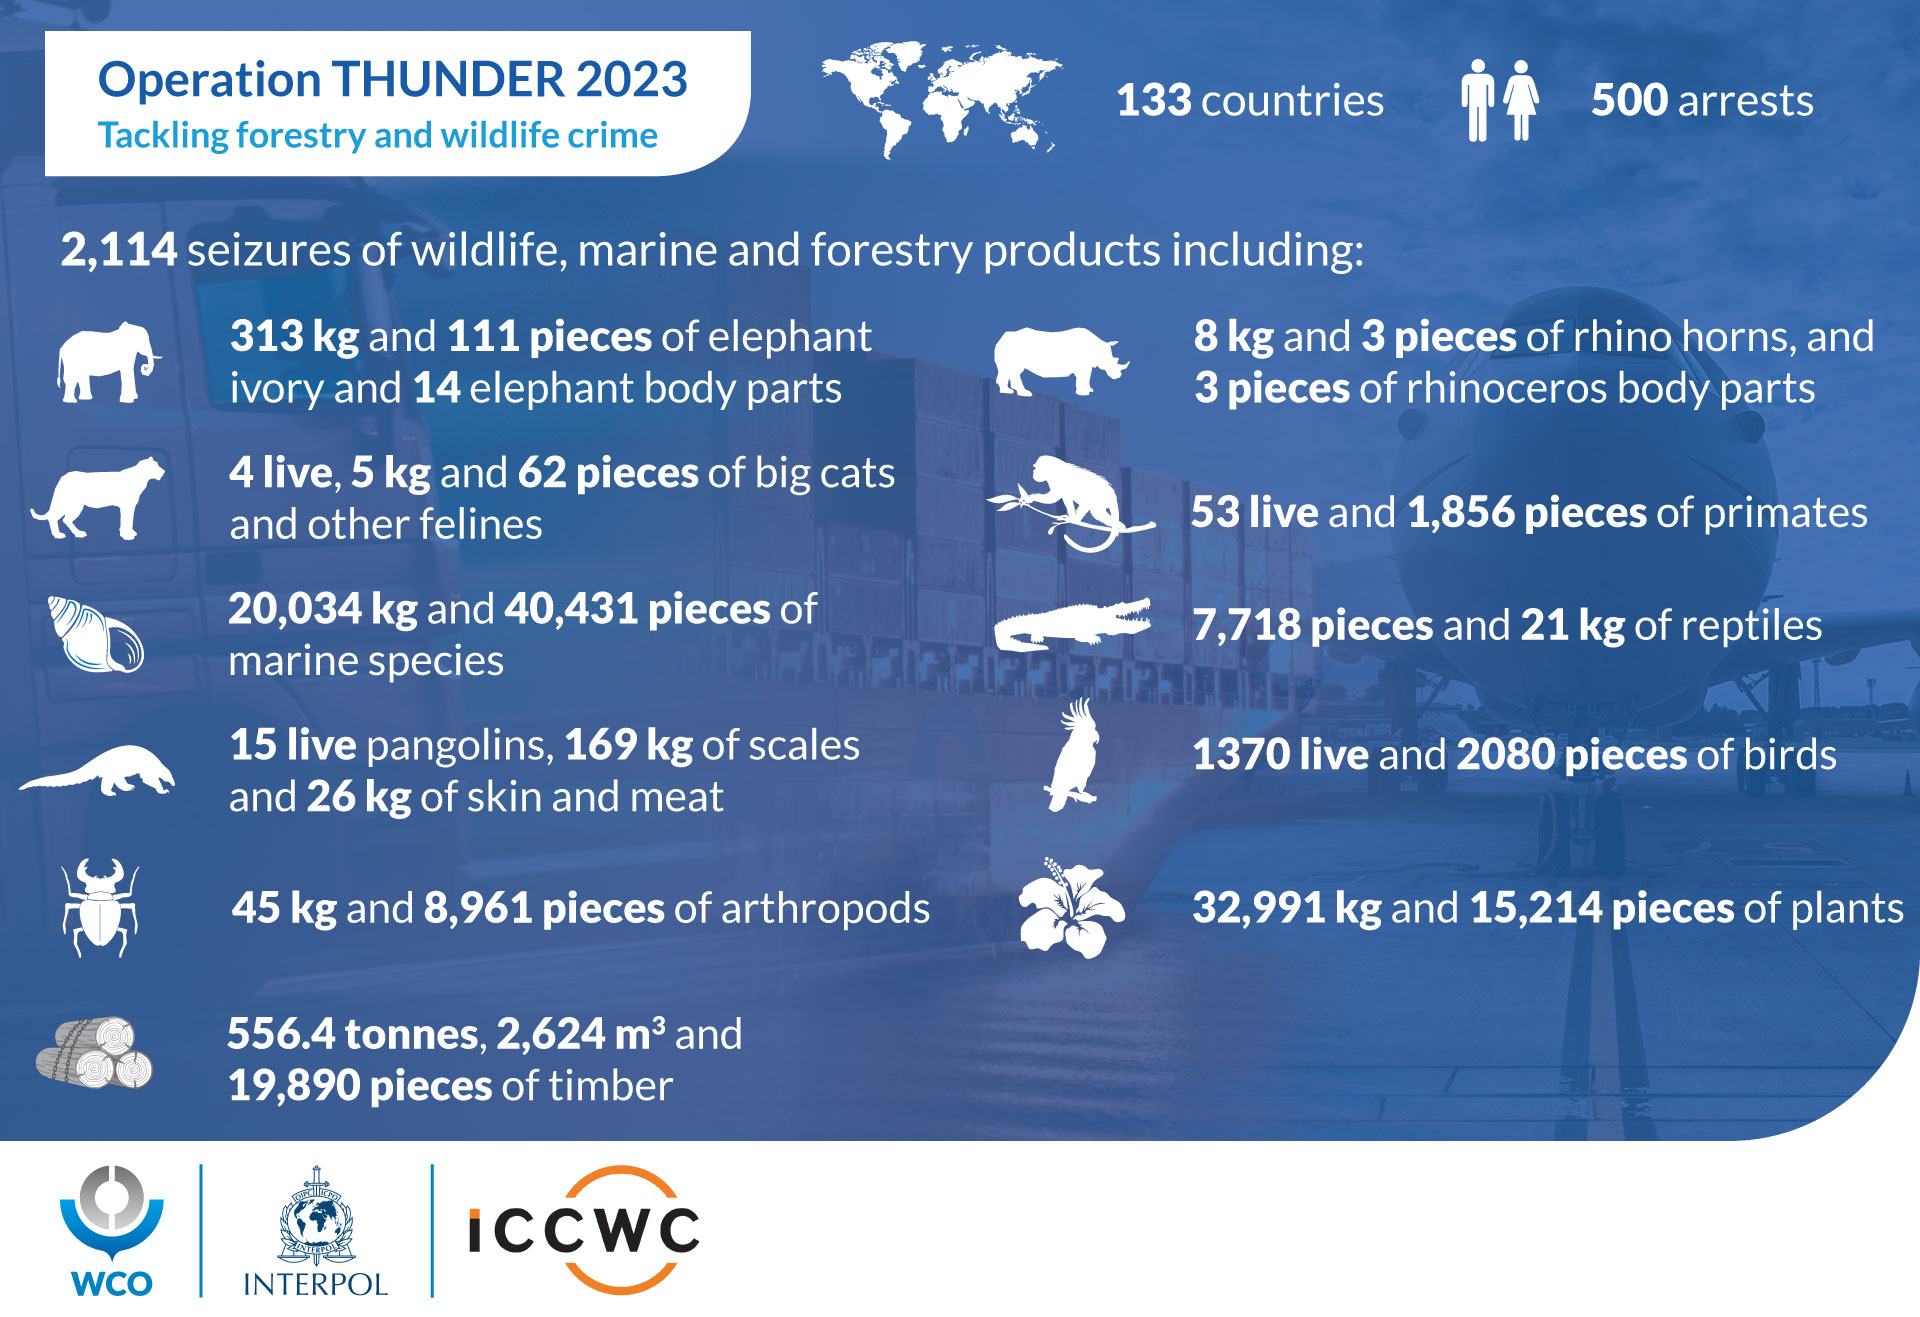 Operation THUNDER 2023
Tackling forestry and wildlife crime
133 countries
500 arrests
2,114 seizures of wildlife, marine and forestry products including:
313 kg and 111 pieces of elephant
ivory and 14 elephant body parts
8 kg and 3 pieces of rhino horns, and
3 pieces of rhinoceros body parts
4 live, 5 kg and 62 pieces of big cats
and other felines
53 live and 1,856 pieces of primates
20,034 kg and 40,431 pieces of
marine species
7,718 pieces and 21 kg of reptiles
15 live pangolins, 169 kg of scales
and 26 kg of skin and meat
1370 live and 2080 pieces of birds
45 kg and 8,961 pieces of arthropods
32,991 kg and 15,214 pieces of plants
556.4 tonnes, 2,624 m³ and
19,890 pieces of timber
WCO
OIPC ICPO
INTERPOL
INTERPOL
ICCWC